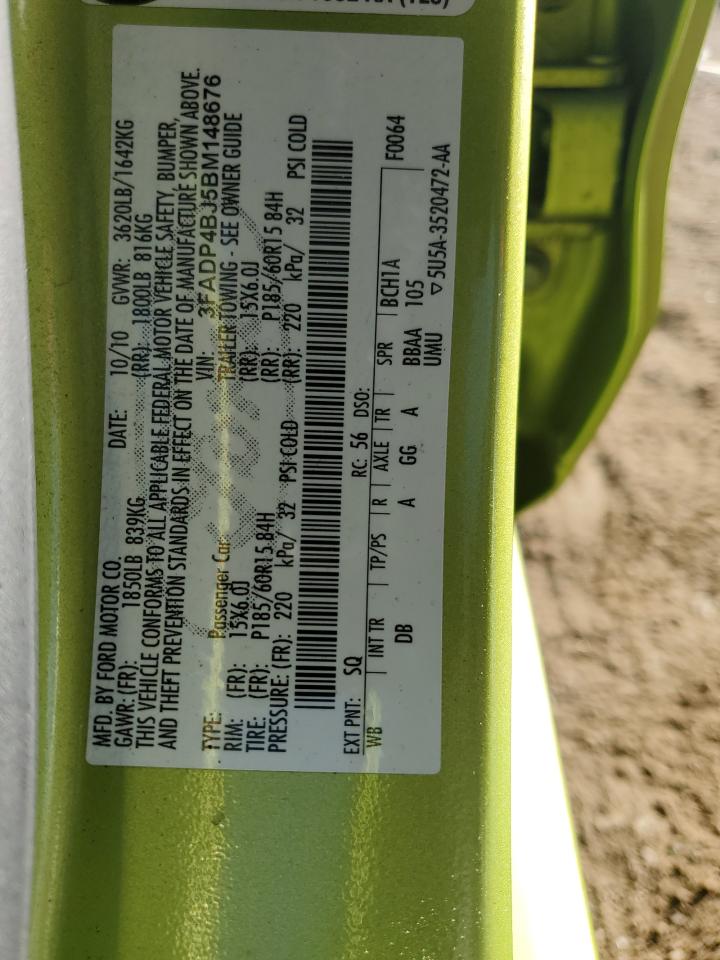 MFD. BY FORD MOTOR CO.
DATE: 10/10 GVWR: 3620LB/1642KG
GAWR: (FR): 1850LB 839KG (RR): 1800LB 816KG
THIS VEHICLE CONFORMS TO ALL APPLICABLE FEDERAL MOTOR VEHICLE SAFETY, BUMPER,
AND THEFT PREVENTION STANDARDS IN EFFECT ON THE DATE OF MANUFACTURE SHOWN ABOVE.
VIN: 3FADP4BJ5BM148676
TYPE: Passenger Car TRAILER TOWING - SEE OWNER GUIDE
RIM: (FR): 15X6.0J (RR): 15X6.0J
TIRE: (FR): P185/60R15 84H (RR): P185/60R15 84H
PRESSURE: (FR): 220 kPa/ 32 PSI COLD (RR): 220 kPa/ 32 PSI COLD
EXT PNT: SQ RC: 56 DSO:
WB INT TR TP/PS R AXLE TR SPR BCH1A F0064
DB A GG A BBAA 105
UMU ▽5U5A-3520472-AA